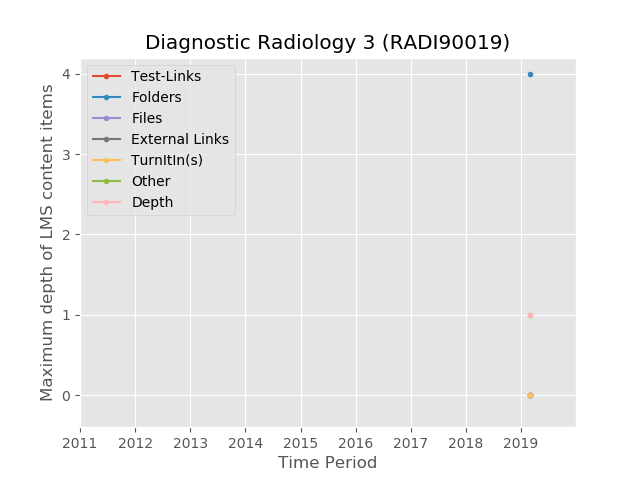 Diagnostic Radiology 3 (RADI90019)
Test-Links
Folders
Files
External Links
TurnItIn(s)
Other
Depth
Maximum depth of LMS content items
4
3
2
1
0
2011 2012 2013 2014 2015 2016 2017 2018 2019
Time Period